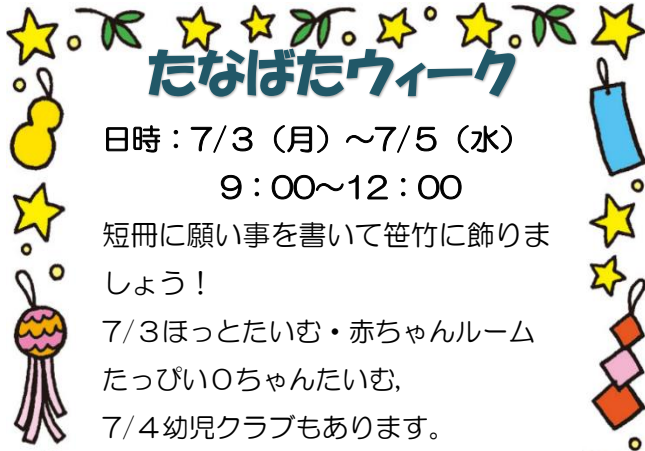 たなばたウィーク
日時：7/3（月）～7/5（水）
9：00～12：00
短冊に願い事を書いて笹竹に飾りま
しょう！
7/3ほっとたいむ・赤ちゃんルーム
たっぴい0ちゃんたいむ,
7/4幼児クラブもあります。